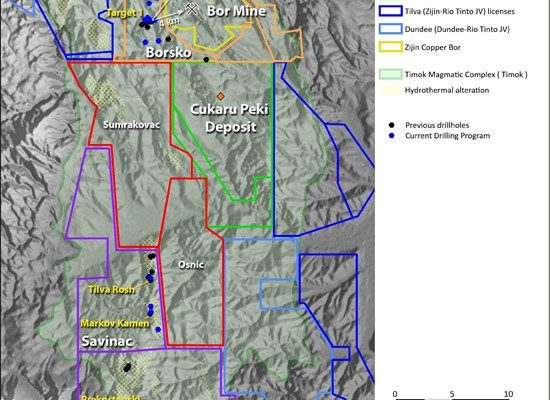 Target 1
4 km
Bor Mine
Borsko
Cukaru Peki
Deposit
Sumrakovac
Osnic
Tilva Rosh
Markov Kamen
Savinac
Tilva (Zijin-Rio Tinto JV) licenses
Dundee (Dundee-Rio Tinto JV)
Zijin Copper Bor
Timok Magmatic Complex ( Timok )
Hydrothermal alteration
Previous drillholes
Current Drilling Program
0 5 10